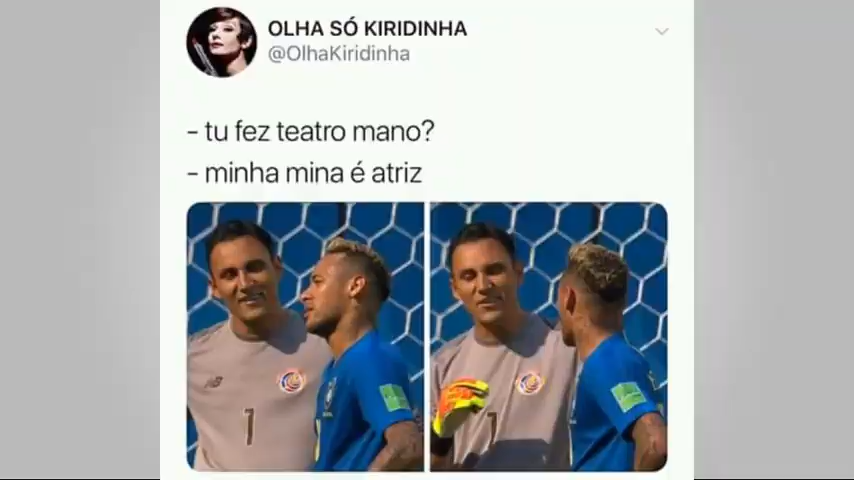 OLHA SÓ KIRIDINHA
@OlhaKiridinha
- tu fez teatro mano?
- minha mina é atriz
1
1